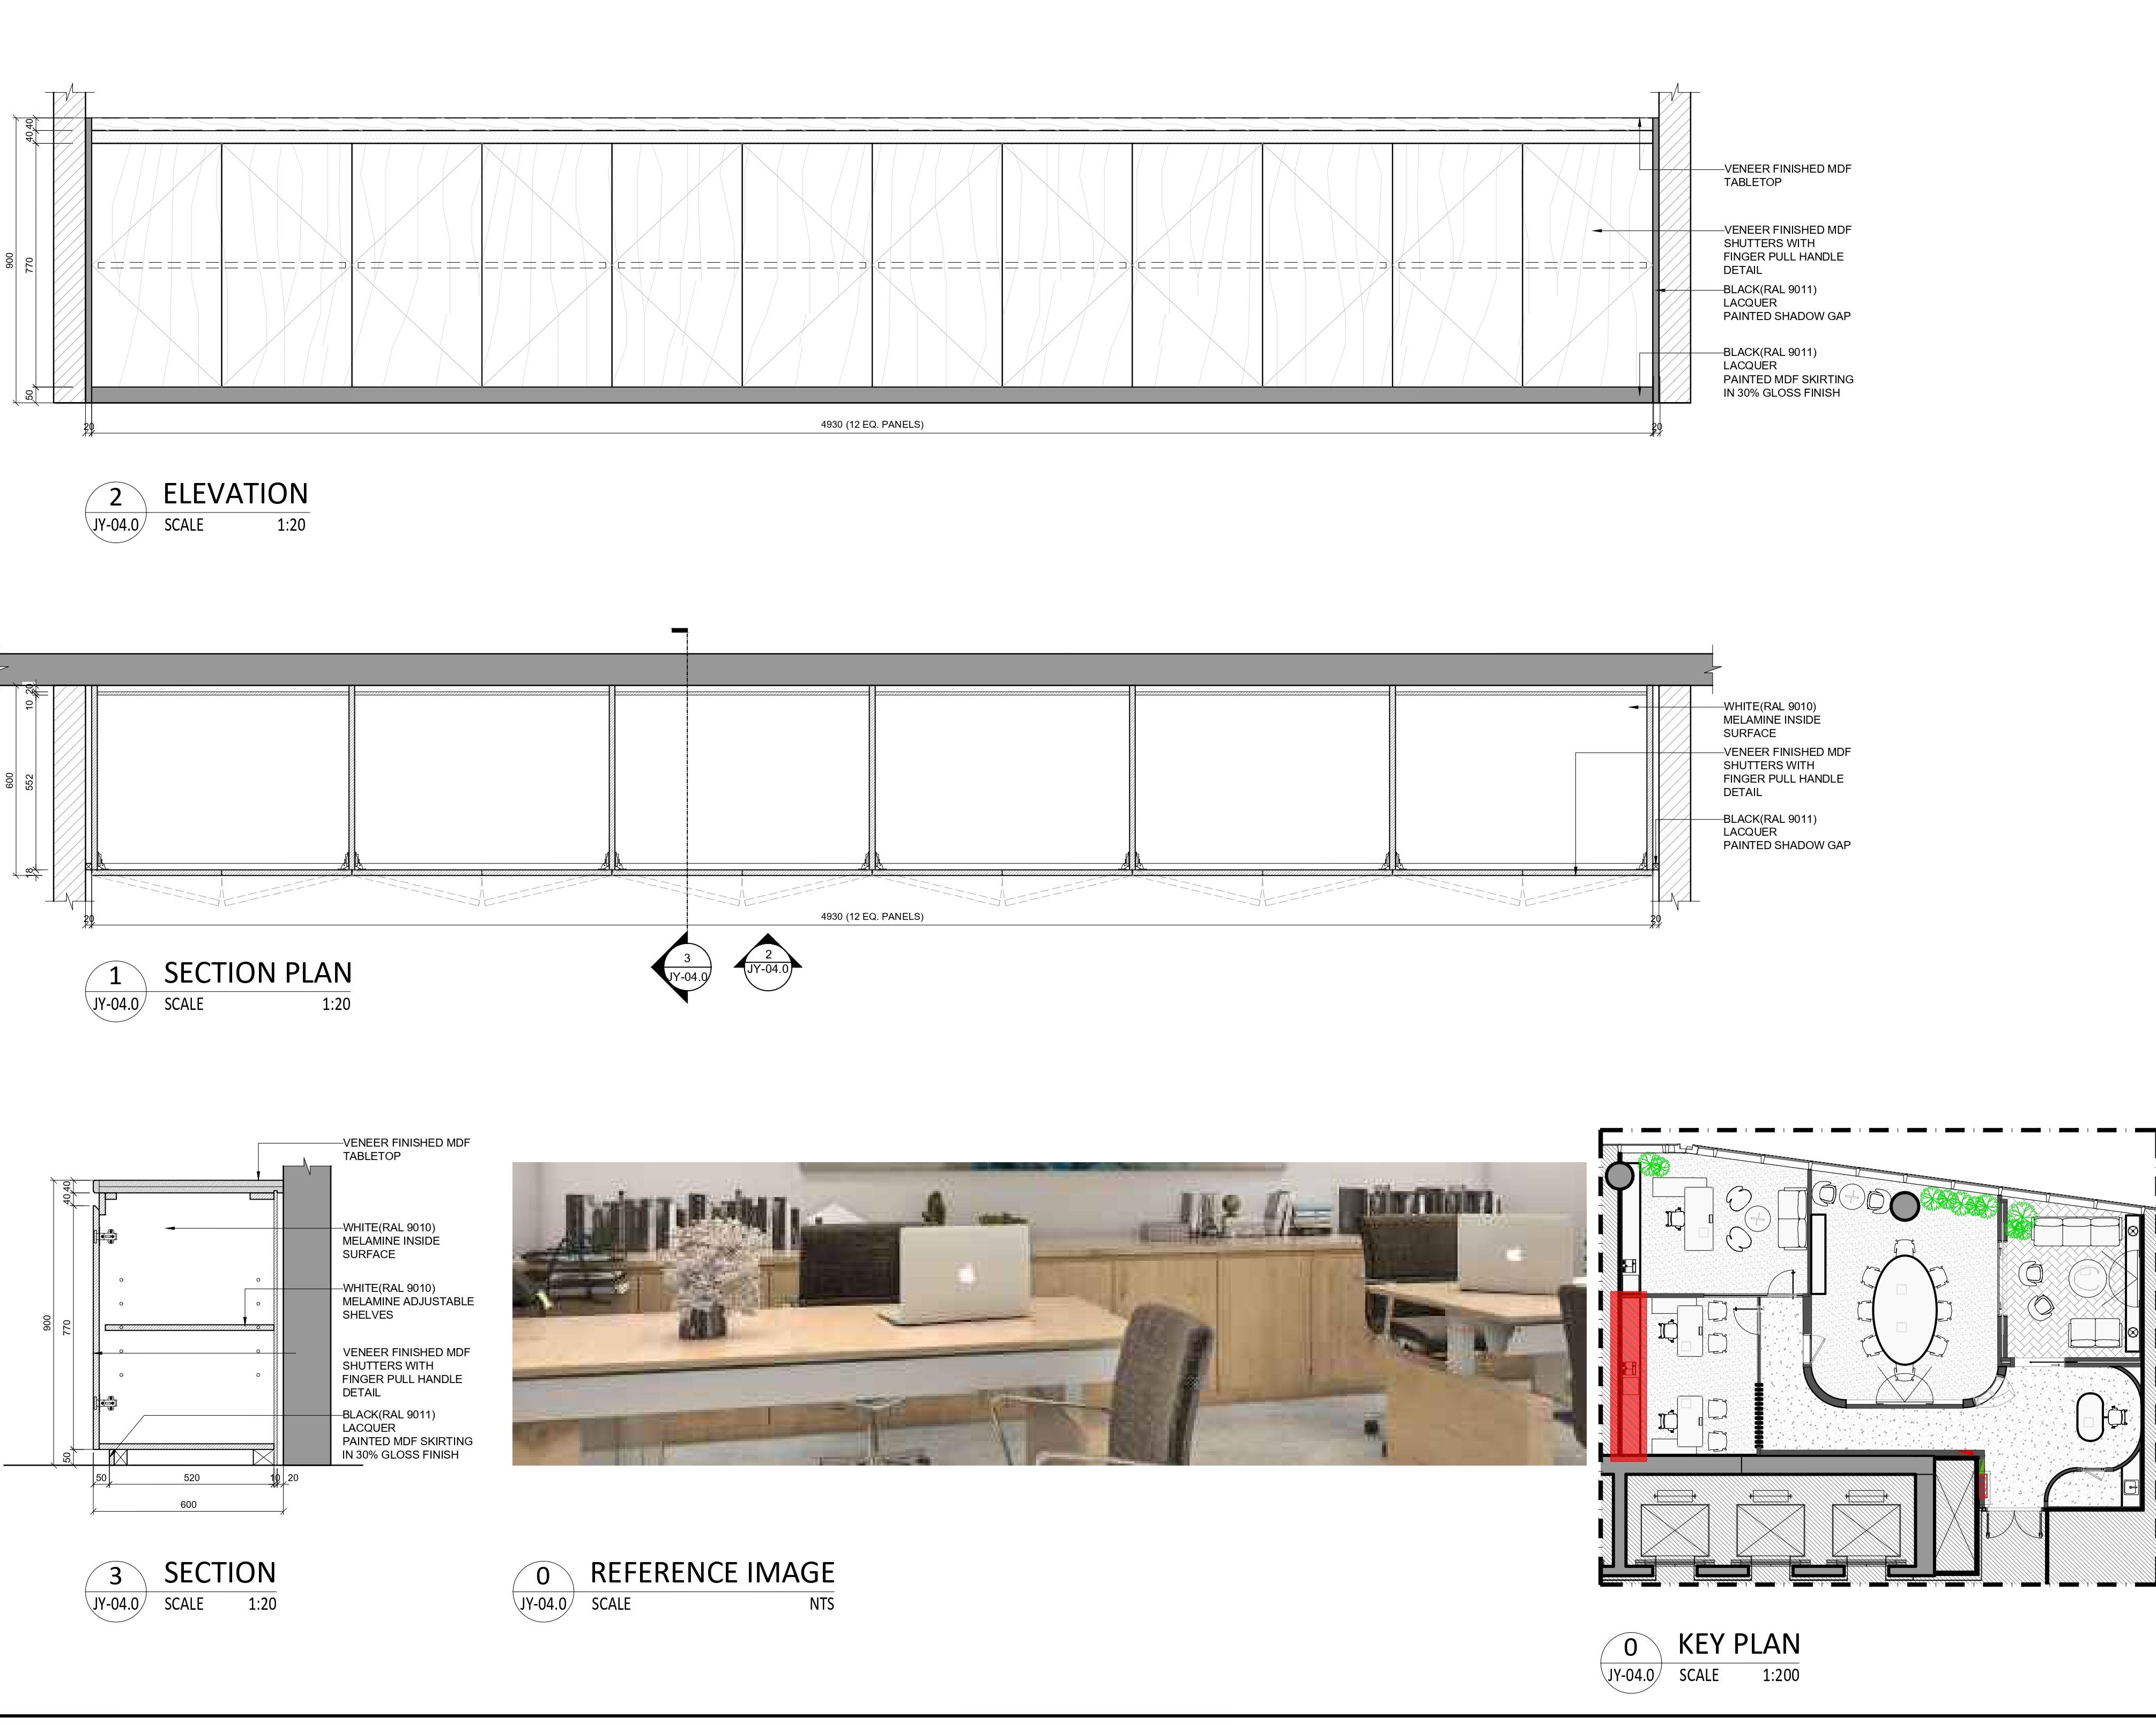 40
40
770
50
900
VENEER FINISHED MDF
TABLETOP
VENEER FINISHED MDF
SHUTTERS WITH
FINGER PULL HANDLE
DETAIL
BLACK(RAL 9011)
LACQUER
PAINTED SHADOW GAP
BLACK(RAL 9011)
LACQUER
PAINTED MDF SKIRTING
IN 30% GLOSS FINISH
20
4930 (12 EQ. PANELS)
20
2
JY-04.0
ELEVATION
SCALE 1:20
20
10
552
18
600
WHITE(RAL 9010)
MELAMINE INSIDE
SURFACE
VENEER FINISHED MDF
SHUTTERS WITH
FINGER PULL HANDLE
DETAIL
BLACK(RAL 9011)
LACQUER
PAINTED SHADOW GAP
20
4930 (12 EQ. PANELS)
20
3
JY-04.0
2
JY-04.0
1
JY-04.0
SECTION PLAN
SCALE 1:20
VENEER FINISHED MDF
TABLETOP
WHITE(RAL 9010)
MELAMINE INSIDE
SURFACE
WHITE(RAL 9010)
MELAMINE ADJUSTABLE
SHELVES
VENEER FINISHED MDF
SHUTTERS WITH
FINGER PULL HANDLE
DETAIL
BLACK(RAL 9011)
LACQUER
PAINTED MDF SKIRTING
IN 30% GLOSS FINISH
40
40
770
50
900
50
520
10
20
600
3
JY-04.0
SECTION
SCALE 1:20
0
JY-04.0
REFERENCE IMAGE
SCALE NTS
0
JY-04.0
KEY PLAN
SCALE 1:200